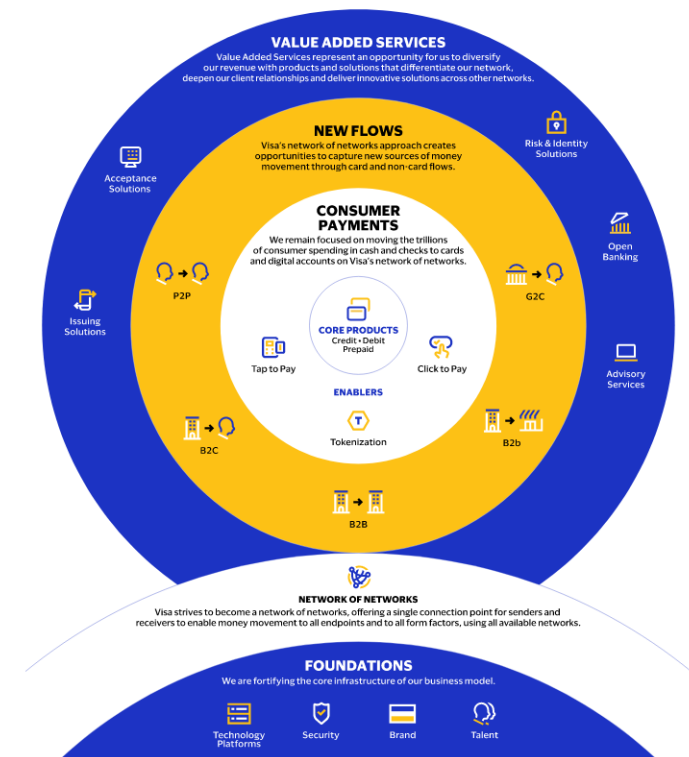 VALUE ADDED SERVICES
Value Added Services represent an opportunity for us to diversify
our revenue with products and solutions that differentiate our network,
deepen our client relationships and deliver innovative solutions across other networks.
Acceptance
Solutions
Risk & Identity
Solutions
Issuing
Solutions
Open
Banking
Advisory
Services
NEW FLOWS
Visa's network of networks approach creates
opportunities to capture new sources of money
movement through card and non-card flows.
P2P
G2C
B2C
B2b
B2B
CONSUMER
PAYMENTS
We remain focused on moving the trillions
of consumer spending in cash and checks to cards
and digital accounts on Visa's network of networks.
CORE PRODUCTS
Credit • Debit
Prepaid
Tap to Pay
Click to Pay
ENABLERS
T
Tokenization
NETWORK OF NETWORKS
Visa strives to become a network of networks, offering a single connection point for senders and
receivers to enable money movement to all endpoints and to all form factors, using all available networks.
FOUNDATIONS
We are fortifying the core infrastructure of our business model.
Technology
Platforms
Security
Brand
Talent